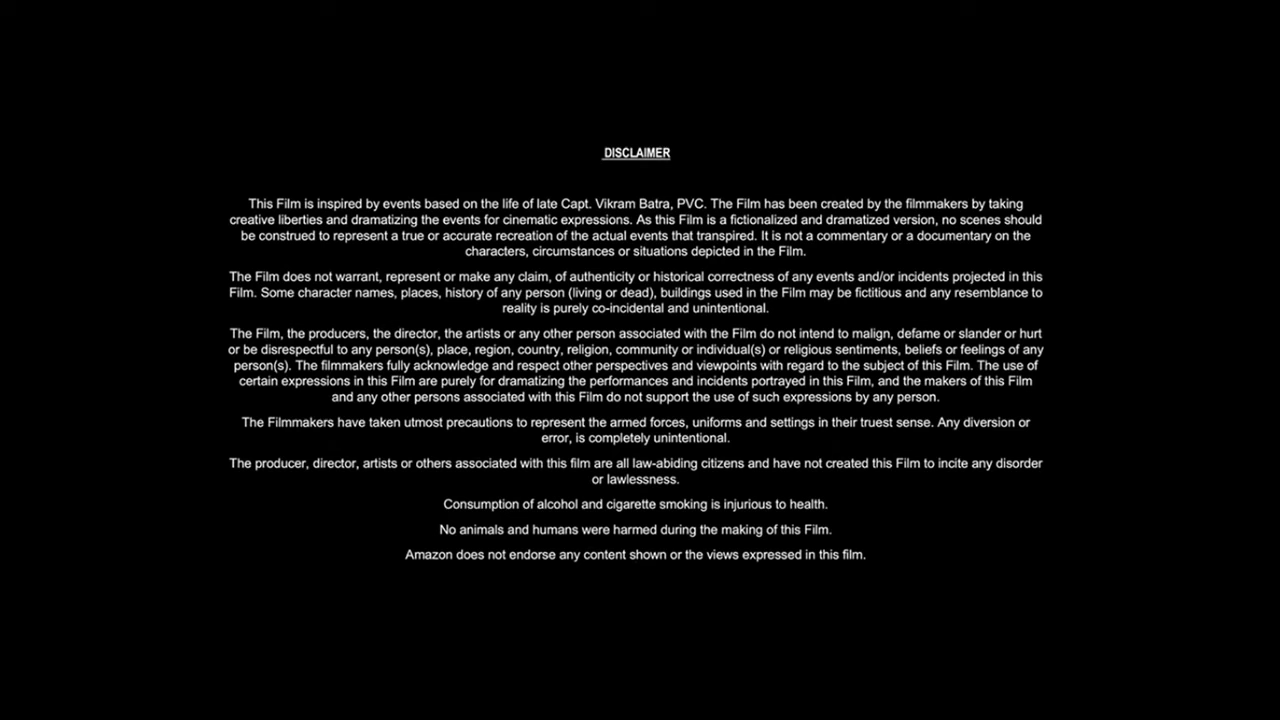 DISCLAIMER
This Film is inspired by events based on the life of late Capt. Vikram Batra, PVC. The Film has been created by the filmmakers by taking
creative liberties and dramatizing the events for cinematic expressions. As this Film is a fictionalized and dramatized version, no scenes should
be construed to represent a true or accurate recreation of the actual events that transpired. It is not a commentary or a documentary on the
characters, circumstances or situations depicted in the Film.
The Film does not warrant, represent or make any claim, of authenticity or historical correctness of any events and/or incidents projected in this
Film. Some character names, places, history of any person (living or dead), buildings used in the Film may be fictitious and any resemblance to
reality is purely co-incidental and unintentional.
The Film, the producers, the director, the artists or any other person associated with the Film do not intend to malign, defame or slander or hurt
or be disrespectful to any person(s), place, region, country, religion, community or individual(s) or religious sentiments, beliefs or feelings of any
person(s). The filmmakers fully acknowledge and respect other perspectives and viewpoints with regard to the subject of this Film. The use of
certain expressions in this Film are purely for dramatizing the performances and incidents portrayed in this Film, and the makers of this Film
and any other persons associated with this Film do not support the use of such expressions by any person.
The Filmmakers have taken utmost precautions to represent the armed forces, uniforms and settings in their truest sense. Any diversion or
error, is completely unintentional.
The producer, director, artists or others associated with this film are all law-abiding citizens and have not created this Film to incite any disorder
or lawlessness.
Consumption of alcohol and cigarette smoking is injurious to health.
No animals and humans were harmed during the making of this Film.
Amazon does not endorse any content shown or the views expressed in this film.